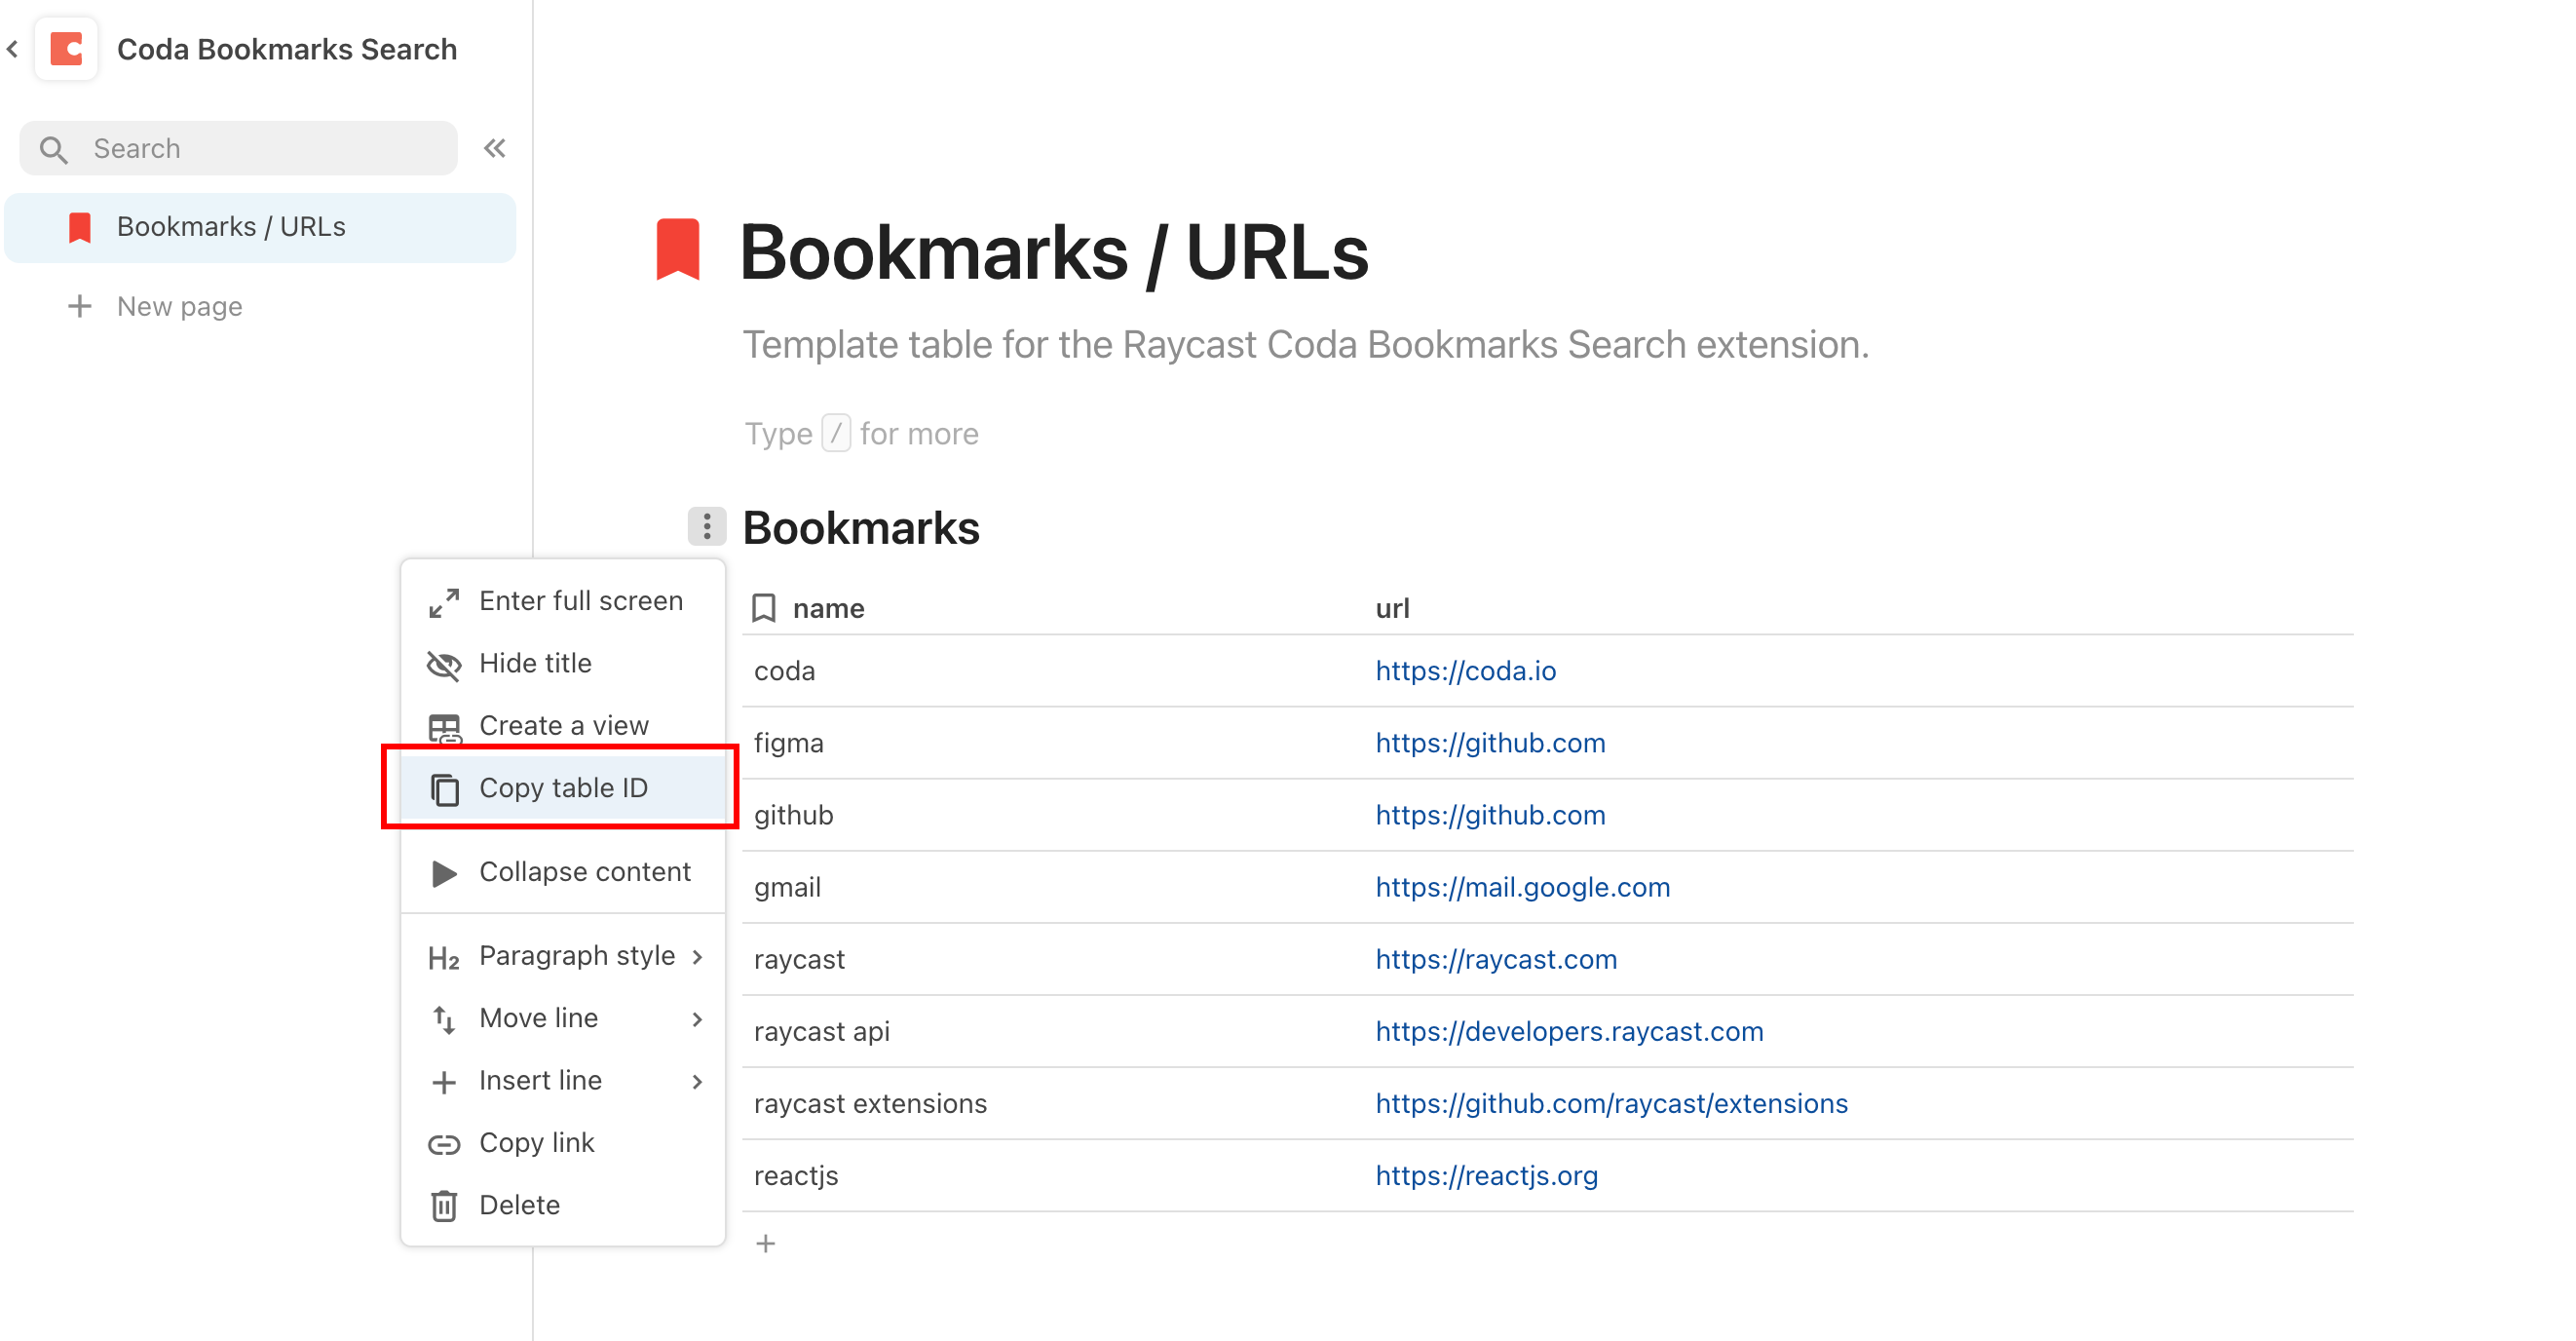 Coda Bookmarks Search
Search
Bookmarks / URLs
New page
Bookmarks / URLs
Template table for the Raycast Coda Bookmarks Search extension.
Type / for more
Bookmarks
Enter full screen
Hide title
Create a view
Copy table ID
Collapse content
H2 Paragraph style
Move line
Insert line
Copy link
Delete
name url
coda https://coda.io
figma https://github.com
github https://github.com
gmail https://mail.google.com
raycast https://raycast.com
raycast api https://developers.raycast.com
raycast extensions https://github.com/raycast/extensions
reactjs https://reactjs.org